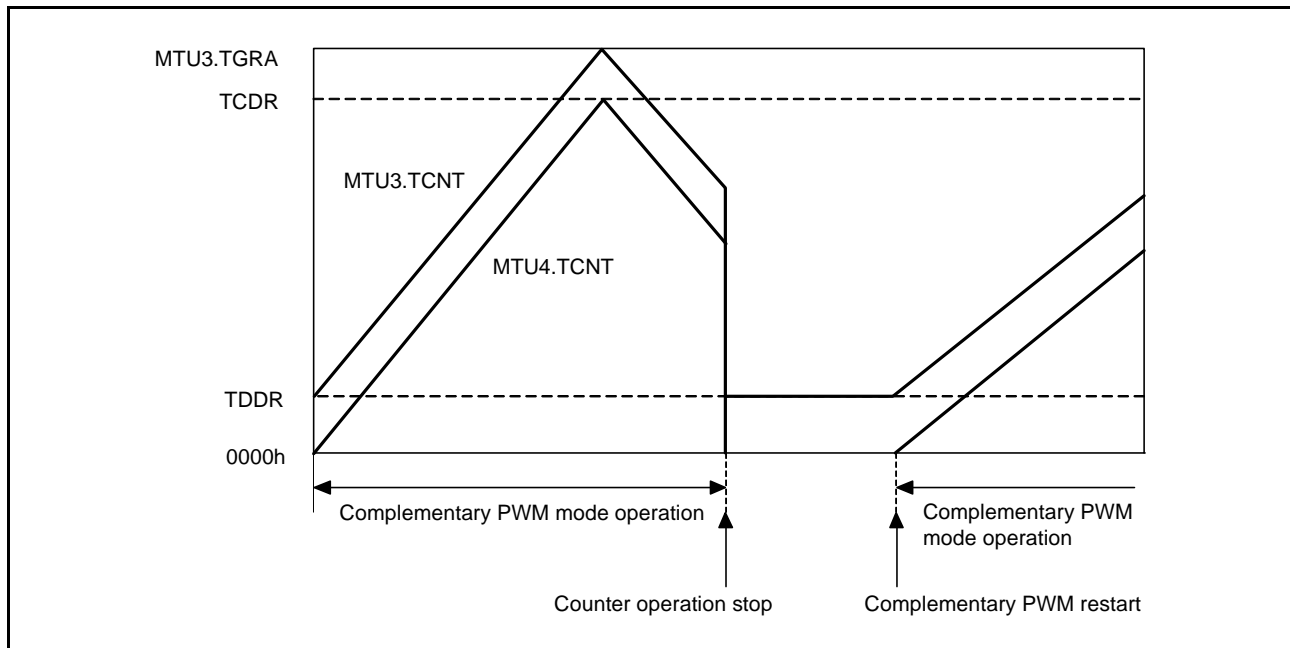 MTU3.TGRA
TCDR
MTU3.TCNT
MTU4.TCNT
TDDR
0000h
Complementary PWM mode operation
Complementary PWM
mode operation
Counter operation stop
Complementary PWM restart